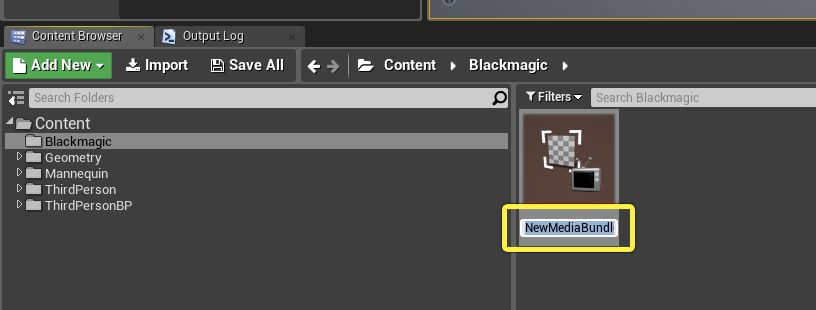 Content Browser
Output Log
Add New
Import
Save All
Content
Blackmagic
Search Folders
Filters
Search Blackmagic
Content
Blackmagic
Geometry
Mannequin
ThirdPerson
ThirdPersonBP
NewMediaBundl